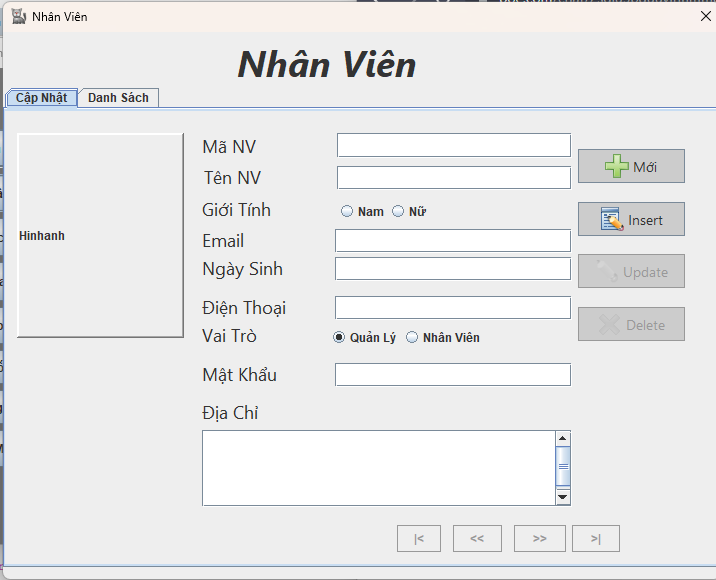 Nhân Viên
Nhân Viên
Cập Nhật Danh Sách
Hinhanh
Mã NV
Mới
Tên NV
Giới Tính Nam Nữ
Insert
Email
Ngày Sinh
Update
Điện Thoại
Delete
Vai Trò Quản Lý Nhân Viên
Mật Khẩu
Địa Chỉ
|< << >> >|